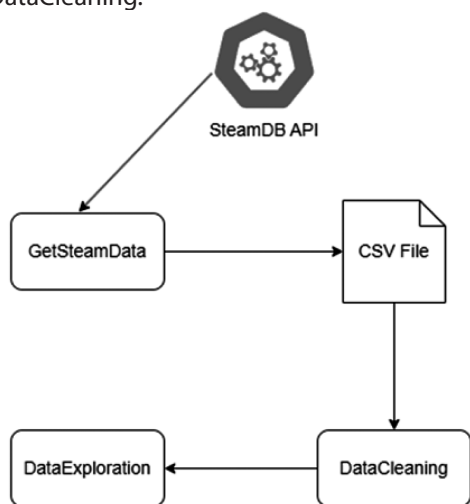 DataCleaning.
SteamDB API
GetSteamData
CSV File
DataExploration
DataCleaning